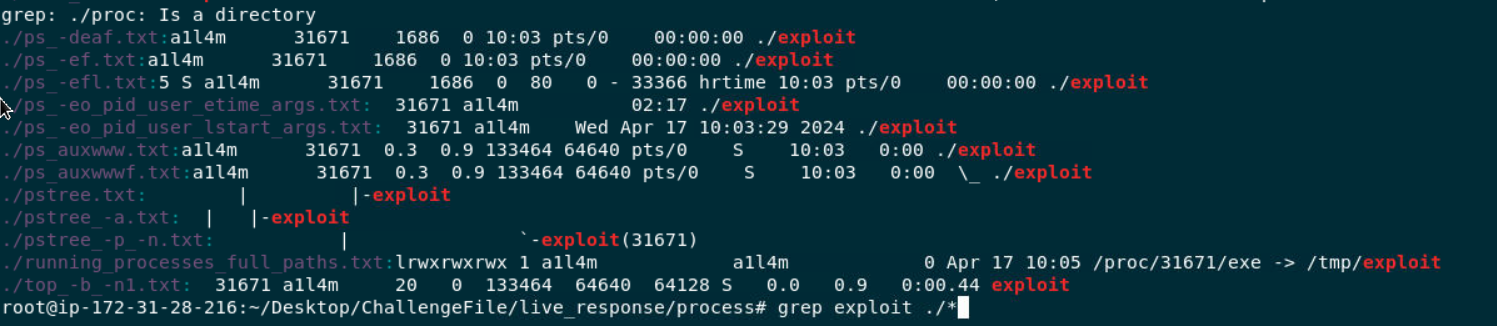 grep: ./proc: Is a directory
./ps_-deaf.txt:a1l4m      31671    1686  0 10:03 pts/0    00:00:00 ./exploit
./ps_-ef.txt:a1l4m      31671    1686  0 10:03 pts/0    00:00:00 ./exploit
./ps_-efl.txt:5 S a1l4m      31671    1686  0  80   0 - 33366 hrtime 10:03 pts/0    00:00:00 ./exploit
./ps_-eo_pid_user_etime_args.txt:  31671 a1l4m          02:17 ./exploit
./ps_-eo_pid_user_lstart_args.txt:  31671 a1l4m    Wed Apr 17 10:03:29 2024 ./exploit
./ps_auxwww.txt:a1l4m      31671  0.3  0.9 133464 64640 pts/0    S    10:03   0:00 ./exploit
./ps_auxwwwf.txt:a1l4m      31671  0.3  0.9 133464 64640 pts/0    S    10:03   0:00  \_ ./exploit
./pstree.txt:        |        |-exploit
./pstree_-a.txt:  |   |-exploit
./pstree_-p_-n.txt:           |               `-exploit(31671)
./running_processes_full_paths.txt:lrwxrwxrwx 1 a1l4m            a1l4m            0 Apr 17 10:05 /proc/31671/exe -> /tmp/exploit
./top_-b_-n1.txt:  31671 a1l4m     20   0  133464  64640  64128 S   0.0   0.9   0:00.44 exploit
root@ip-172-31-28-216:~/Desktop/ChallengeFile/live_response/process# grep exploit ./*